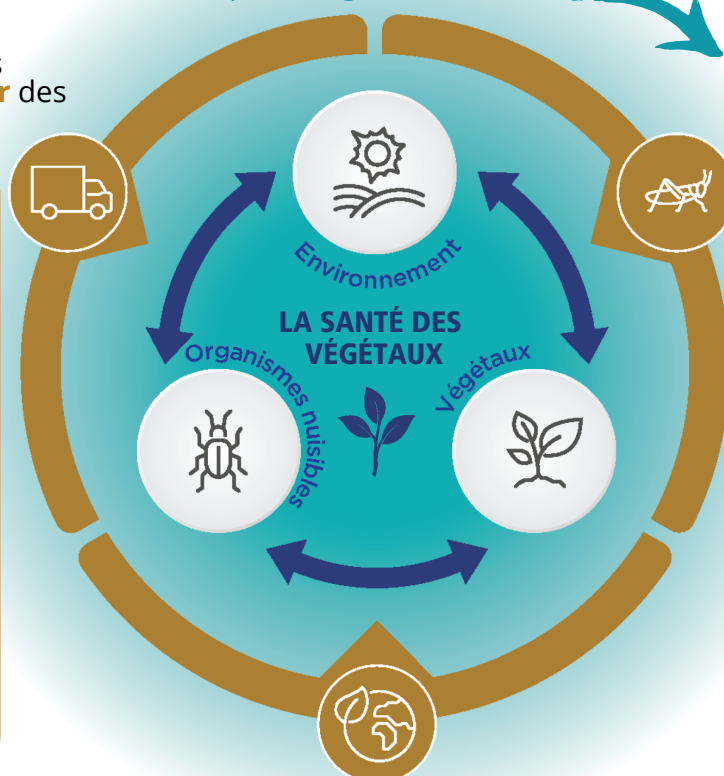 r des
Environnement
LA SANTÉ DES
VÉGÉTAUX
Organismes nuisibles
Végétaux